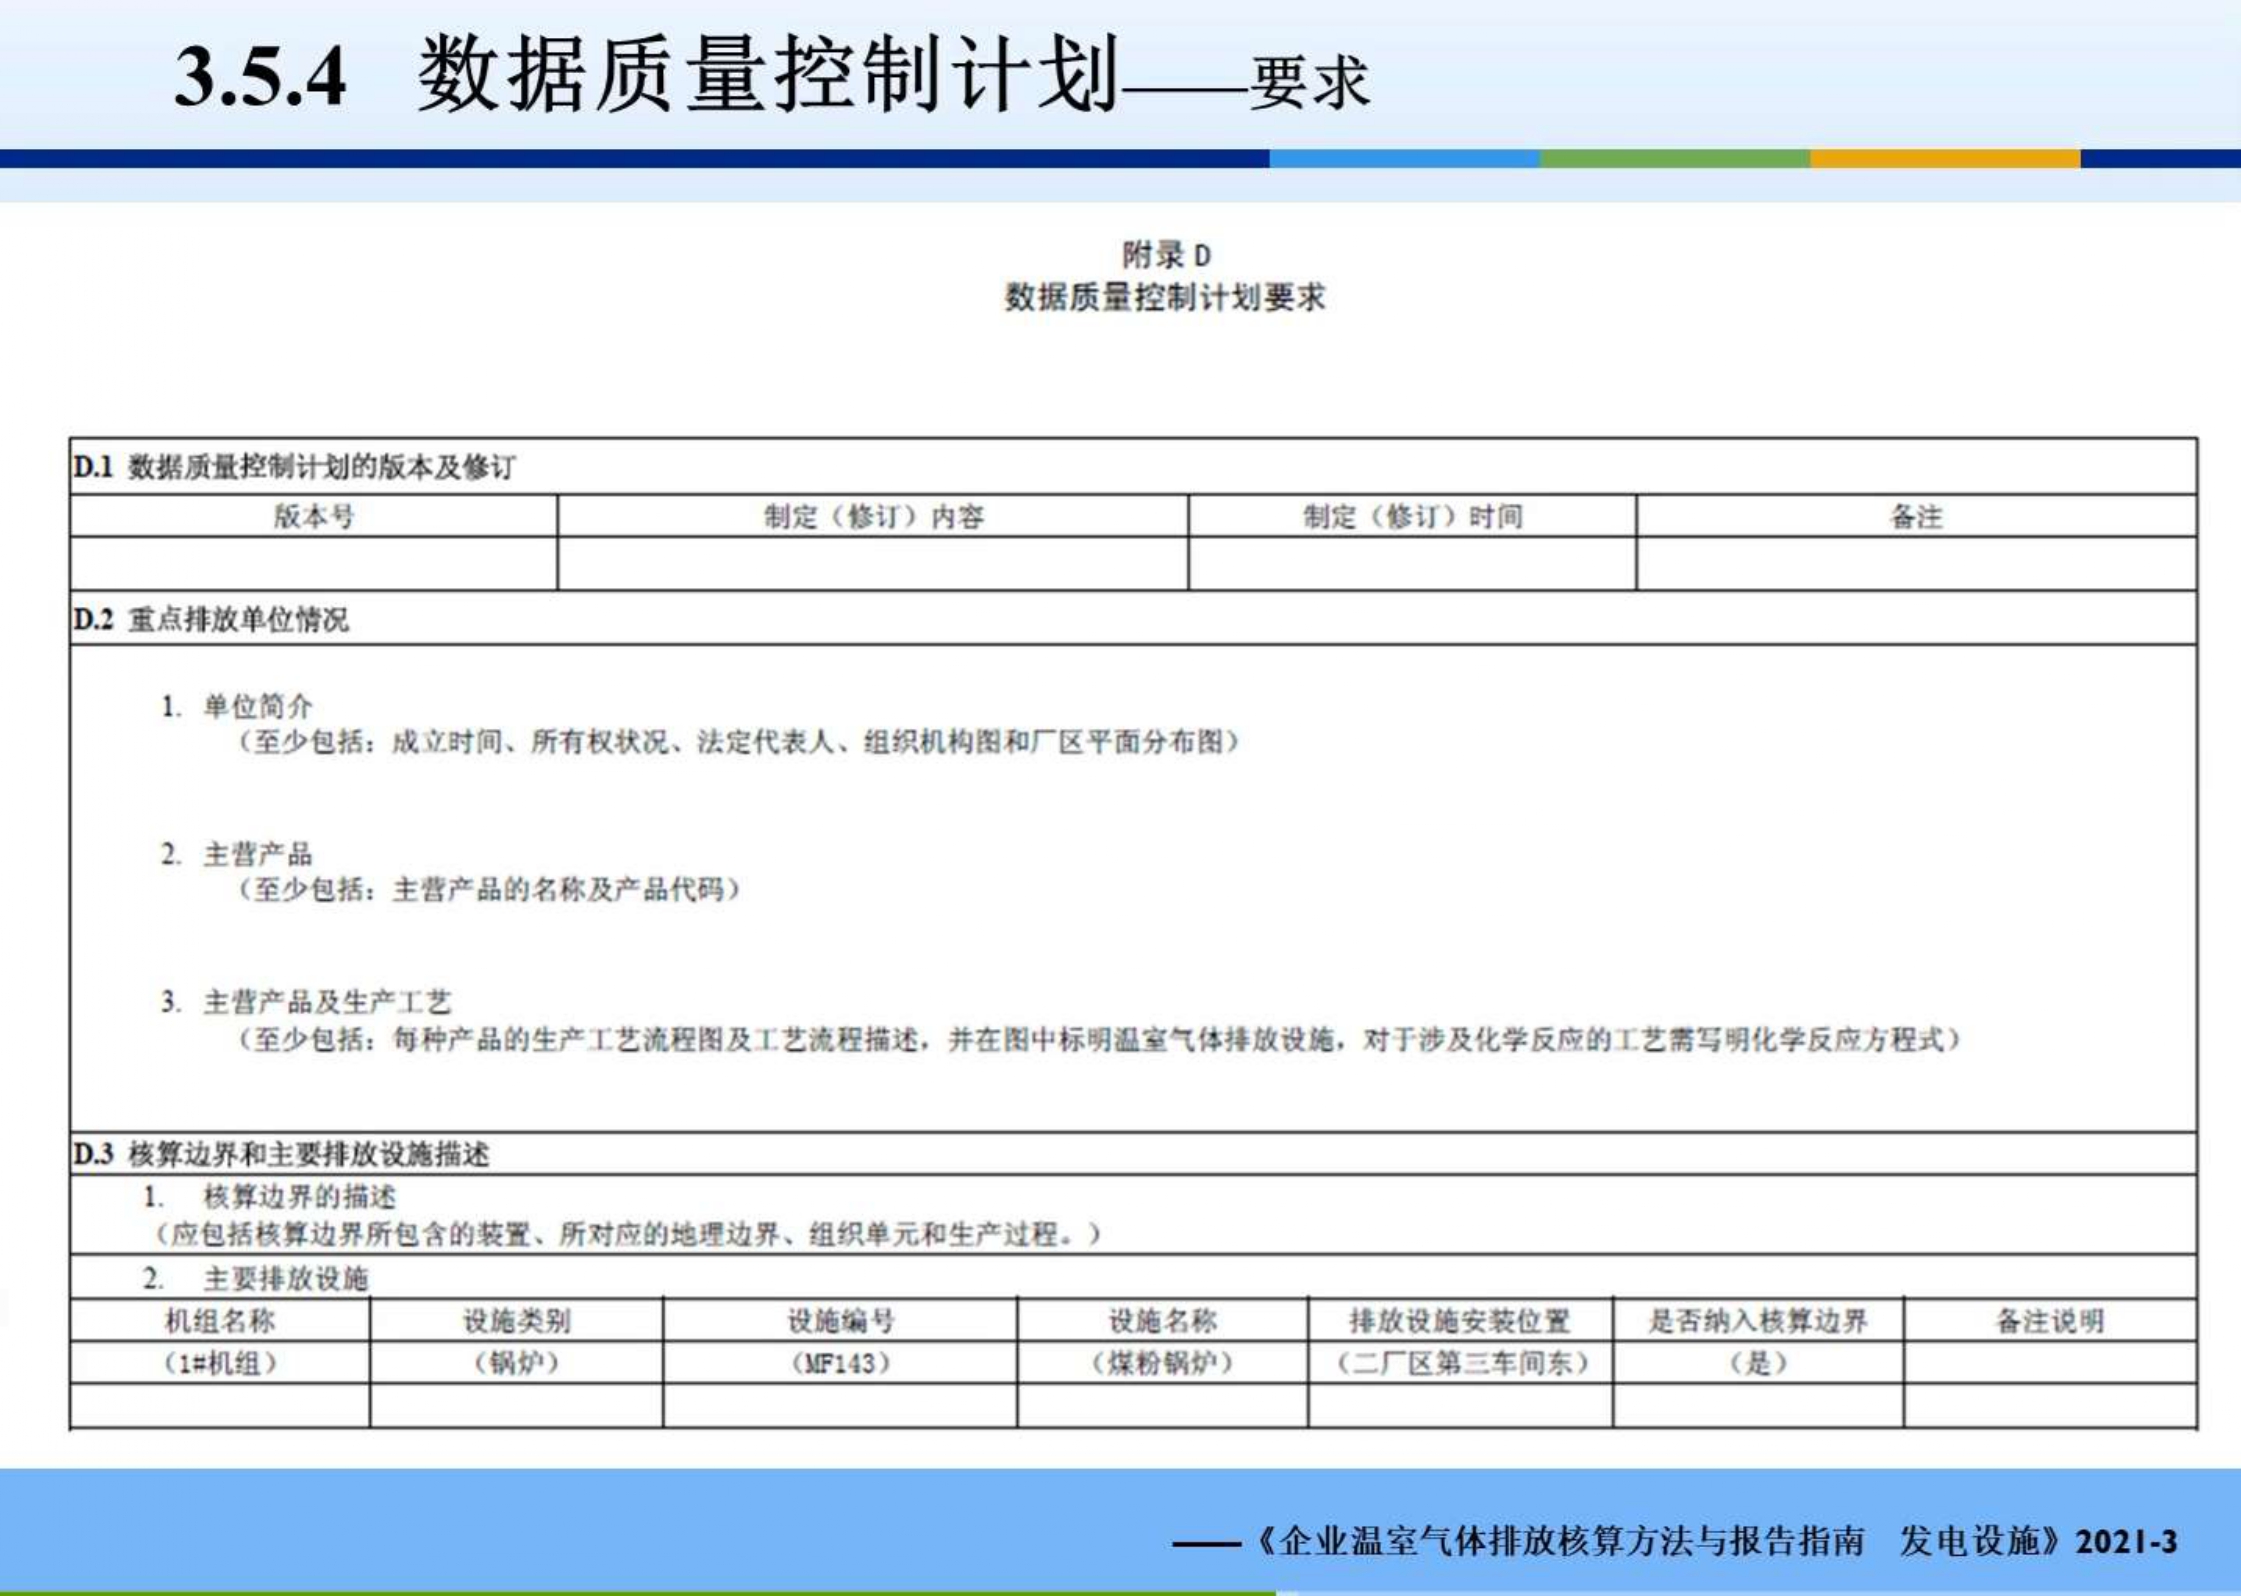 3.5.4 数据质量控制计划——要求
附录 D
数据质量控制计划要求
D.1 数据质量控制计划的版本及修订
版本号 制定（修订）内容 制定（修订）时间 备注
D.2 重点排放单位情况
1. 单位简介
（至少包括：成立时间、所有权状况、法定代表人、组织机构图和厂区平面分布图）
2. 主营产品
（至少包括：主营产品的名称及产品代码）
3. 主营产品及生产工艺
（至少包括：每种产品的生产工艺流程图及工艺流程描述，并在图中标明温室气体排放设施，对于涉及化学反应的工艺需写明化学反应方程式）
D.3 核算边界和主要排放设施描述
1. 核算边界的描述
（应包括核算边界所包含的装置、所对应的地理边界、组织单元和生产过程。）
2. 主要排放设施
机组名称 设施类别 设施编号 设施名称 排放设施安装位置 是否纳入核算边界 备注说明
（1#机组） （锅炉） （MF143） （煤粉锅炉） （二厂区第三车间东） （是）
——《企业温室气体排放核算方法与报告指南 发电设施》2021-3